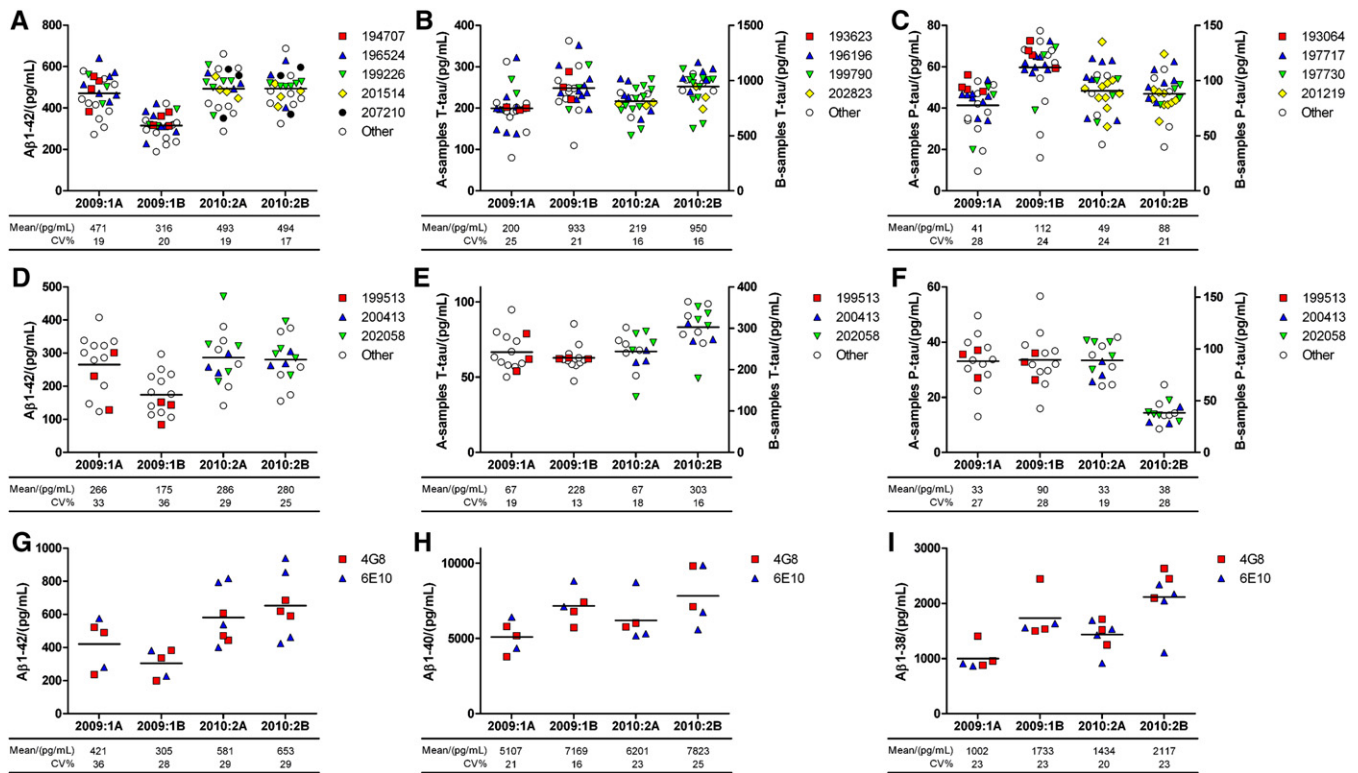 A
Aβ1-42/(pg/mL)
800
600
400
200
0
2009:1A 2009:1B 2010:2A 2010:2B
194707
196524
199226
201514
207210
Other
Mean/(pg/mL) 471 316 493 494
CV% 19 20 19 17
B
A-samples T-tau/(pg/mL)
400
300
200
100
0
2009:1A 2009:1B 2010:2A 2010:2B
1500
1000
500
0
B-samples T-tau/(pg/mL)
193623
196196
199790
202823
Other
Mean/(pg/mL) 200 933 219 950
CV% 25 21 16 16
C
A-samples P-tau/(pg/mL)
80
60
40
20
0
2009:1A 2009:1B 2010:2A 2010:2B
150
100
50
0
B-samples P-tau/(pg/mL)
193064
197717
197730
201219
Other
Mean/(pg/mL) 41 112 49 88
CV% 28 24 24 21
D
Aβ1-42/(pg/mL)
500
400
300
200
100
0
2009:1A 2009:1B 2010:2A 2010:2B
199513
200413
202058
Other
Mean/(pg/mL) 266 175 286 280
CV% 33 36 29 25
E
A-samples T-tau/(pg/mL)
100
50
0
2009:1A 2009:1B 2010:2A 2010:2B
400
300
200
100
0
B-samples T-tau/(pg/mL)
199513
200413
202058
Other
Mean/(pg/mL) 67 228 67 303
CV% 19 13 18 16
F
A-samples P-tau/(pg/mL)
60
40
20
0
2009:1A 2009:1B 2010:2A 2010:2B
150
100
50
0
B-samples P-tau/(pg/mL)
199513
200413
202058
Other
Mean/(pg/mL) 33 90 33 38
CV% 27 28 19 28
G
Aβ1-42/(pg/mL)
1000
800
600
400
200
0
2009:1A 2009:1B 2010:2A 2010:2B
4G8
6E10
Mean/(pg/mL) 421 305 581 653
CV% 36 28 29 29
H
Aβ1-40/(pg/mL)
10000
5000
0
2009:1A 2009:1B 2010:2A 2010:2B
4G8
6E10
Mean/(pg/mL) 5107 7169 6201 7823
CV% 21 16 23 25
I
Aβ1-38/(pg/mL)
3000
2000
1000
0
2009:1A 2009:1B 2010:2A 2010:2B
4G8
6E10
Mean/(pg/mL) 1002 1733 1434 2117
CV% 23 23 20 23